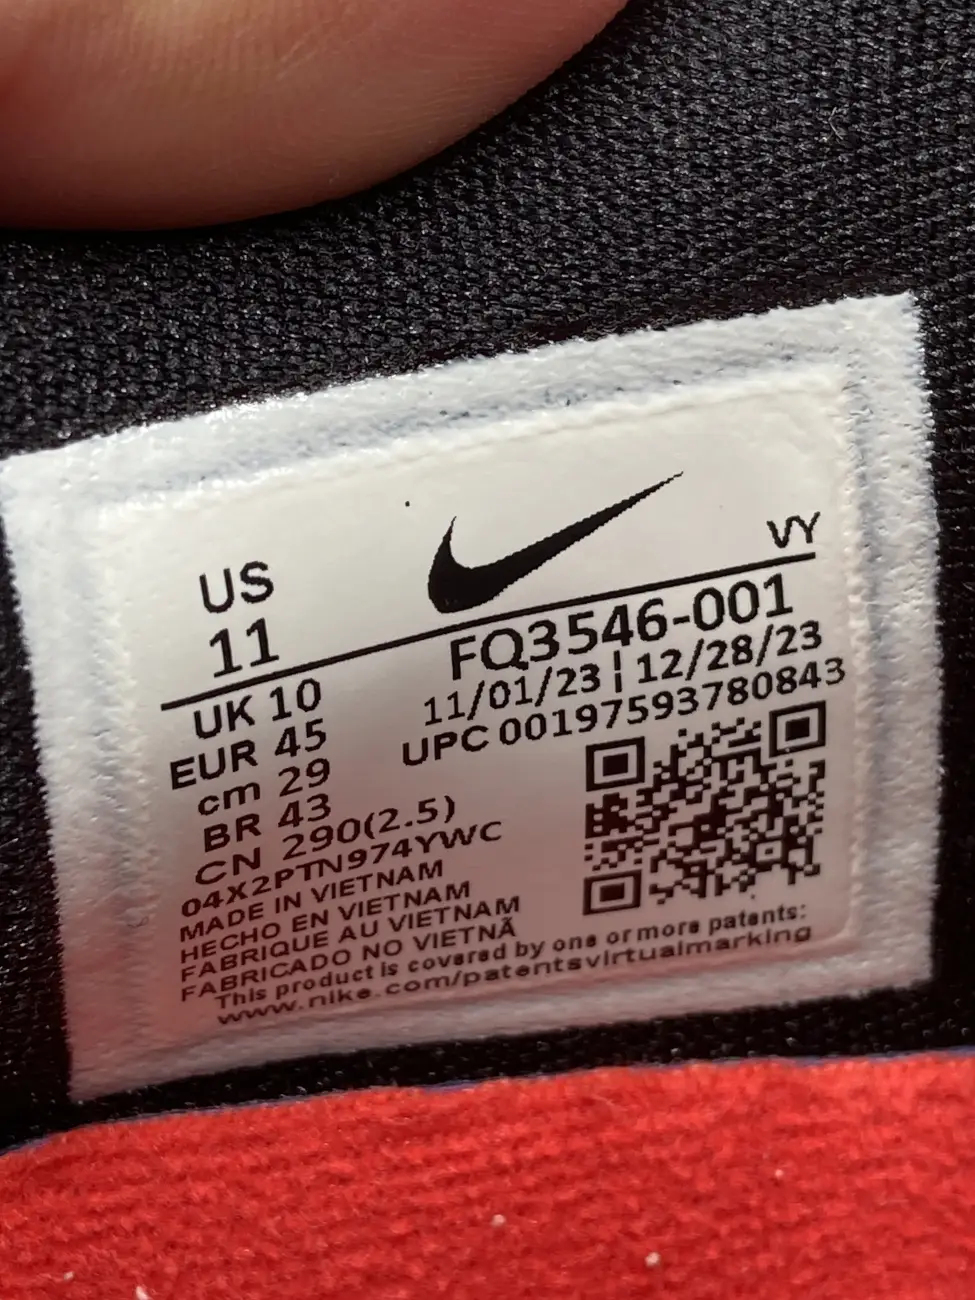 VY
US
11
FQ3546-001
11/01/23 ¦ 12/28/23
UPC 00197593780843
UK 10
EUR 45
cm 29
BR 43
CN 290(2.5)
04X2PTN974YWC
MADE IN VIETNAM
HECHO EN VIETNAM
FABRIQUE AU VIETNAM
FABRICADO NO VIETNÃ
This product is covered by one or more patents:
www.nike.com/patentsvirtualmarking